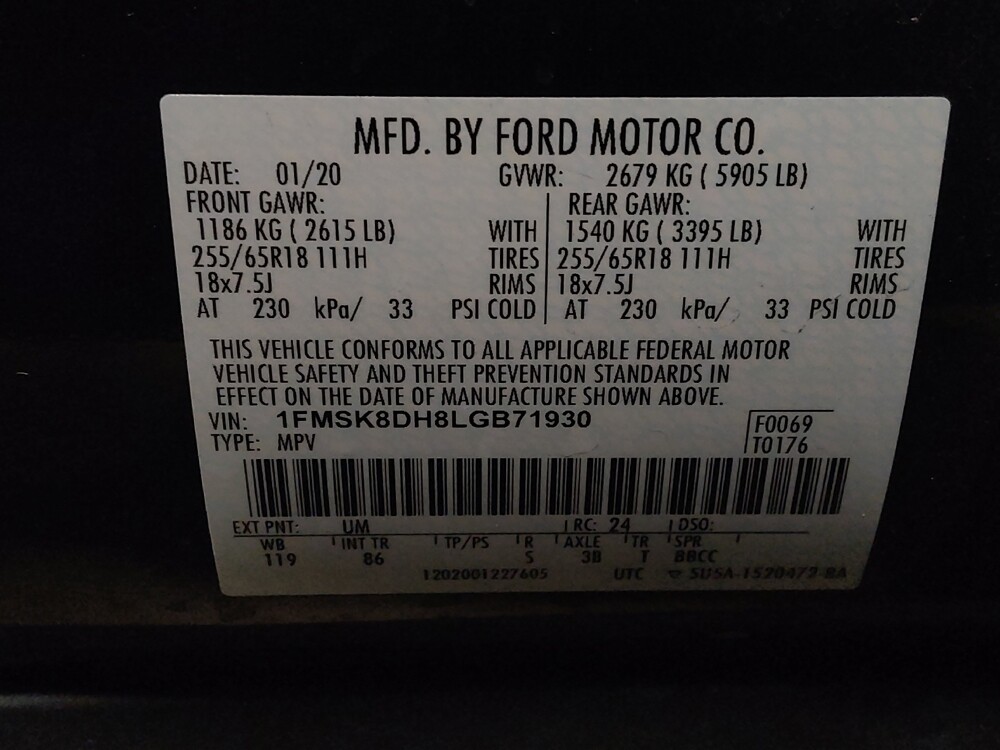 MFD. BY FORD MOTOR CO.
DATE: 01/20 GVWR: 2679 KG ( 5905 LB)
FRONT GAWR: REAR GAWR:
1186 KG ( 2615 LB) WITH 1540 KG ( 3395 LB) WITH
255/65R18 111H TIRES 255/65R18 111H TIRES
18x7.5J RIMS 18x7.5J RIMS
AT 230 kPa/ 33 PSI COLD AT 230 kPa/ 33 PSI COLD
THIS VEHICLE CONFORMS TO ALL APPLICABLE FEDERAL MOTOR
VEHICLE SAFETY AND THEFT PREVENTION STANDARDS IN
EFFECT ON THE DATE OF MANUFACTURE SHOWN ABOVE.
VIN: 1FMSK8DH8LGB71930 F0069
TYPE: MPV T0176
EXT PNT: UM RC: 24 DSO:
WB INT TR TP/PS R AXLE TR SPR
119 86 S 3B T BBCC
1202001227605 UTC